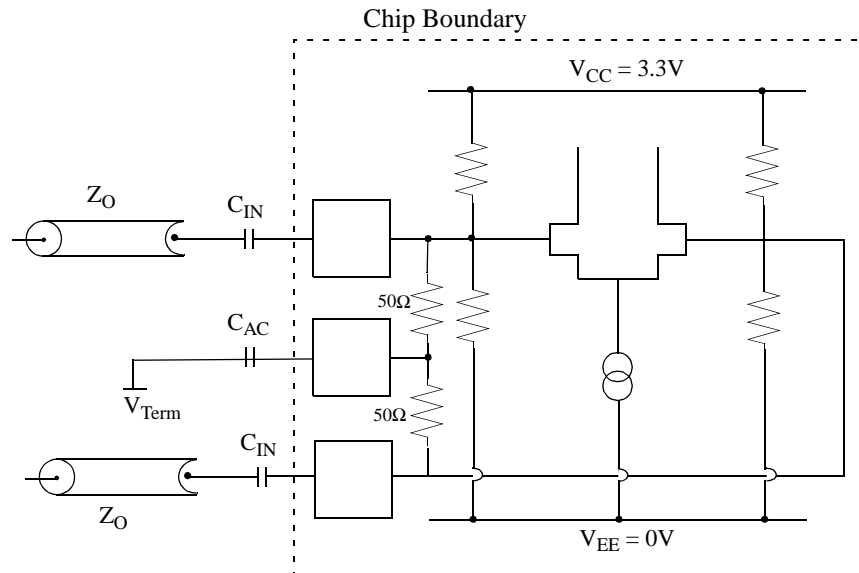 Chip Boundary
V_CC = 3.3V
Z_O
C_IN
50Ω
C_AC
V_Term
50Ω
C_IN
Z_O
V_EE = 0V